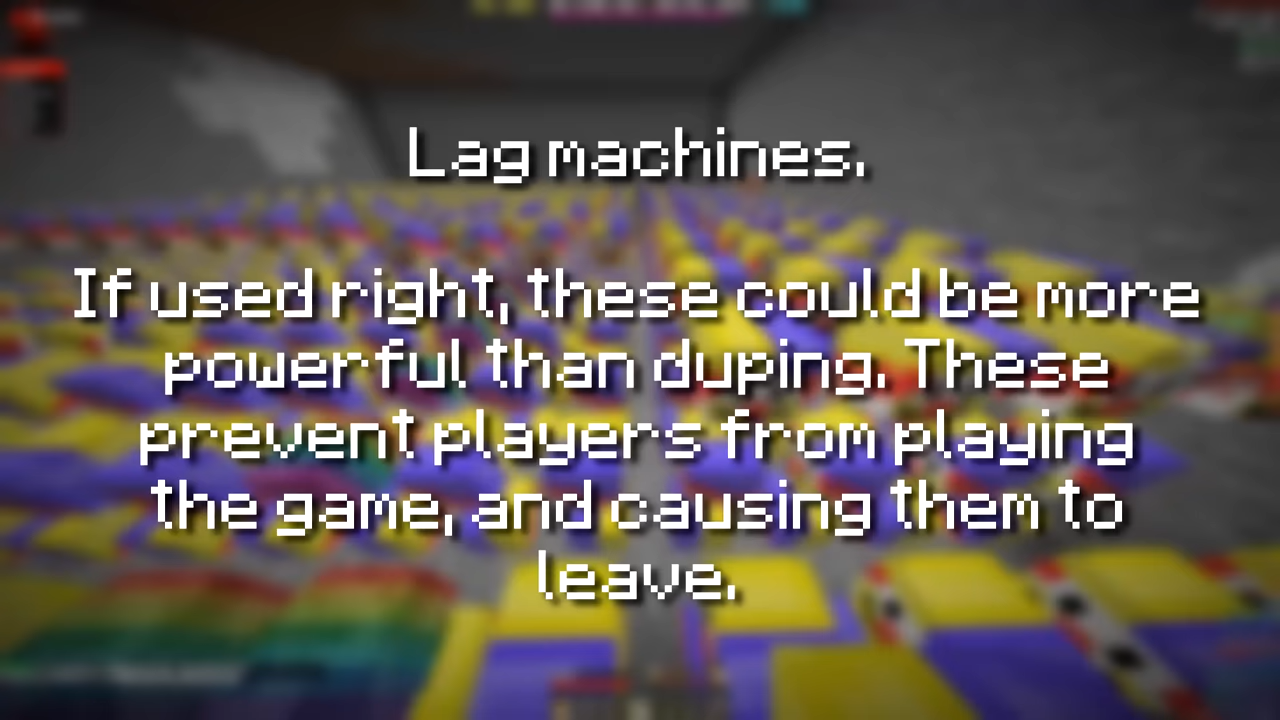 Lag machines.
If used right, these could be more
powerful than duping. These
prevent players from playing
the game, and causing them to
leave.